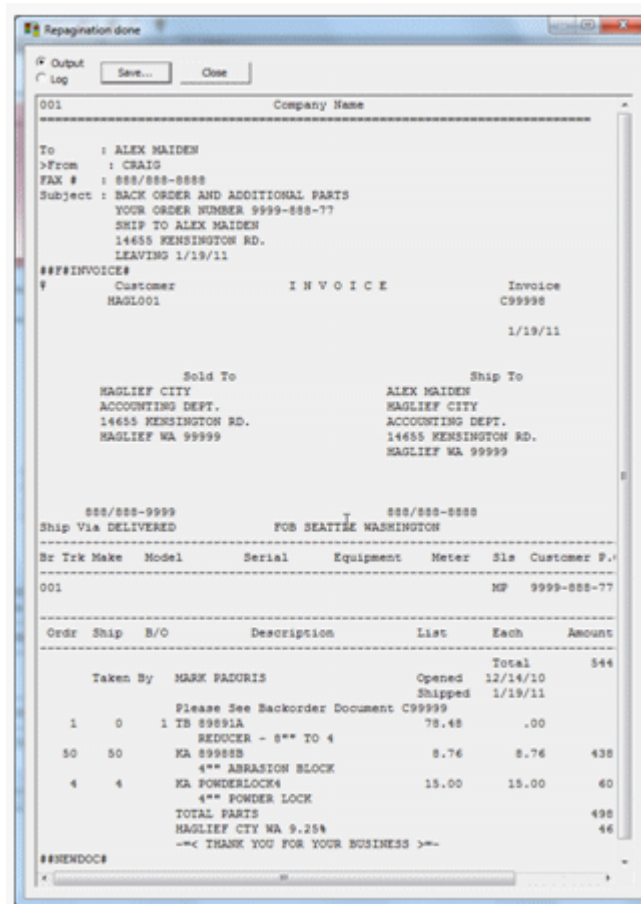 Repagination done
Output
Log
Save...
Close
001 Company Name
To : ALEX MAIDEN
>From : CRAIG
FAX # : 888/888-8888
Subject : BACK ORDER AND ADDITIONAL PARTS
YOUR ORDER NUMBER 9999-888-77
SHIP TO ALEX MAIDEN
14655 KENSINGTON RD.
LEAVING 1/19/11
##F#INVOICE#
Customer I N V O I C E Invoice
HAGL001 C99998
1/19/11
Sold To Ship To
HAGLIEF CITY ALEX MAIDEN
ACCOUNTING DEPT. HAGLIEF CITY
14655 KENSINGTON RD. ACCOUNTING DEPT.
HAGLIEF WA 99999 14655 KENSINGTON RD.
HAGLIEF WA 99999
888/888-9999 888/888-8888
Ship Via DELIVERED FOB SEATTLE WASHINGTON
Br Trk Make Model Serial Equipment Meter Sls Customer P.
001 MP 9999-888-77
Ordr Ship B/O Description List Each Amount
Total 544
Taken By MARK PADURIS Opened 12/14/10
Shipped 1/19/11
Please See Backorder Document C99999
1 0 1 TB 89891A 78.48 .00
REDUCER - 8"" TO 4
50 50 KA 89988B 8.76 8.76 438
4"" ABRASION BLOCK
4 4 KA POWDERLOCK4 15.00 15.00 60
4"" POWDER LOCK
TOTAL PARTS 498
HAGLIEF CTY WA 9.25% 46
-=< THANK YOU FOR YOUR BUSINESS >=-
##NEWDOC#